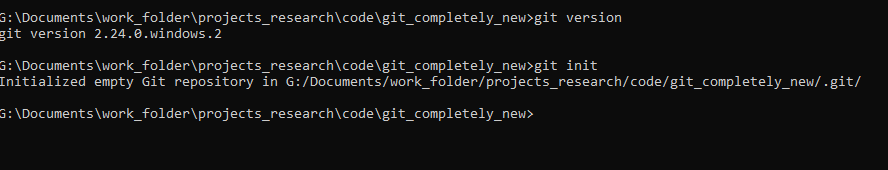 G:\Documents\work_folder\projects_research\code\git_completely_new>git version
git version 2.24.0.windows.2
G:\Documents\work_folder\projects_research\code\git_completely_new>git init
Initialized empty Git repository in G:/Documents/work_folder/projects_research/code/git_completely_new/.git/
G:\Documents\work_folder\projects_research\code\git_completely_new>